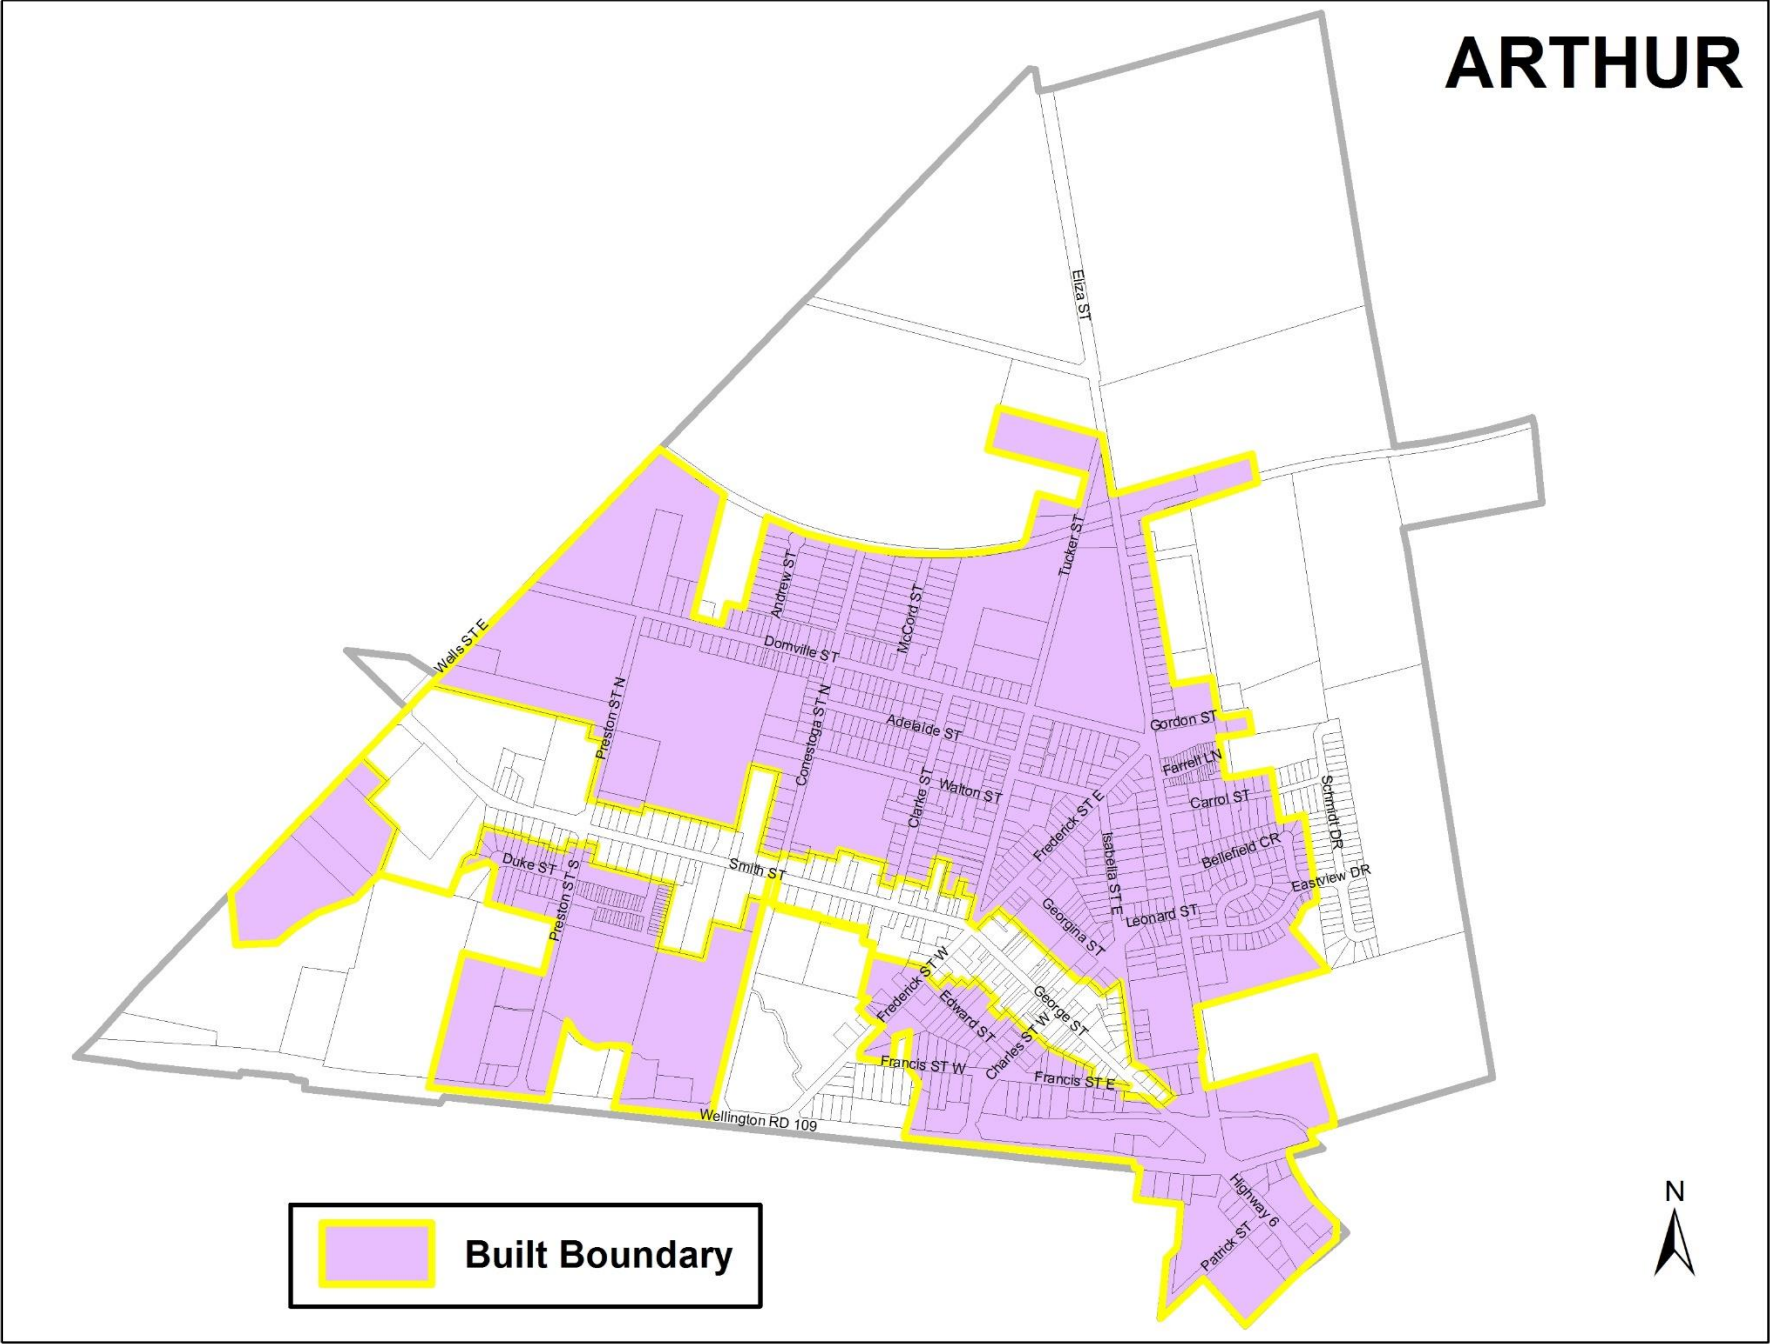 ARTHUR
Eliza ST
Tucker ST
Andrew ST
McCord ST
Wells ST E
Domville ST
Preston ST N
Conestoga ST N
Adelaide ST
Gordon ST
Farrell LN
Walton ST
Clarke ST
Carrol ST
Schmidt DR
Frederick ST E
Isabella ST E
Bellefield CR
Eastview DR
Smith ST
Duke ST
Preston ST S
Georgina ST
Leonard ST
Frederick ST W
Edward ST
George ST
Charles ST W
Francis ST W
Francis ST E
Wellington RD 109
Highway 6
Patrick ST
N
Built Boundary